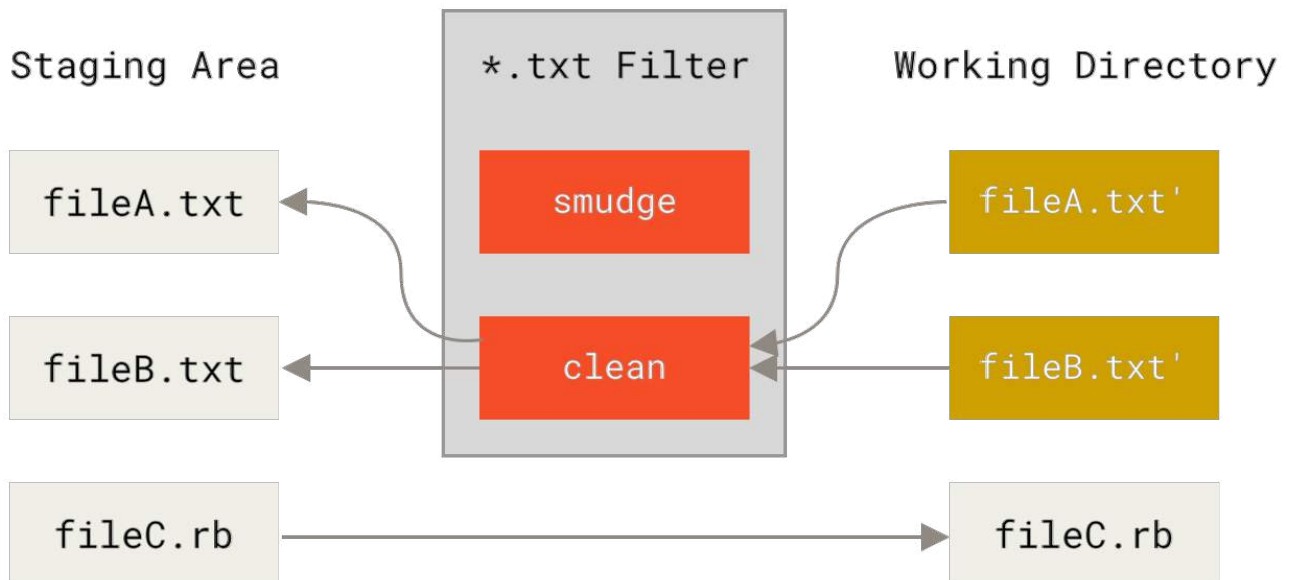 Staging Area
*.txt Filter
Working Directory
fileA.txt
smudge
fileA.txt'
fileB.txt
clean
fileB.txt'
fileC.rb
fileC.rb